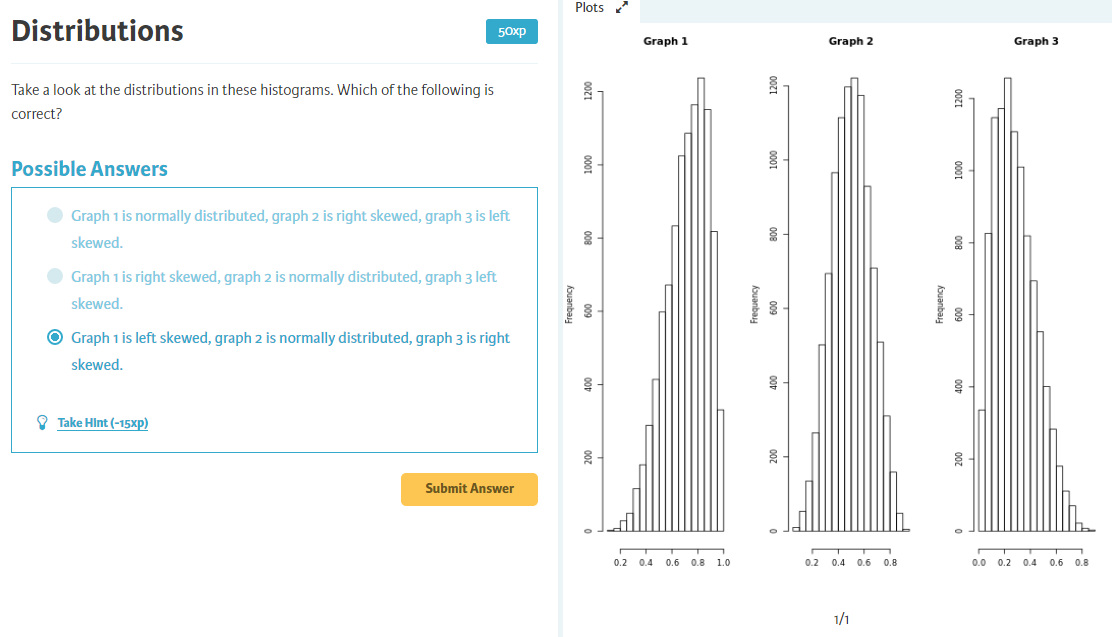 Distributions
50xp
Take a look at the distributions in these histograms. Which of the following is
correct?
Possible Answers
Graph 1 is normally distributed, graph 2 is right skewed, graph 3 is left
skewed.
Graph 1 is right skewed, graph 2 is normally distributed, graph 3 left
skewed.
Graph 1 is left skewed, graph 2 is normally distributed, graph 3 is right
skewed.
Take Hint (-15xp)
Submit Answer
Plots
Graph 1
Frequency
0
200
400
600
800
1000
1200
0.2 0.4 0.6 0.8 1.0
Graph 2
Frequency
0
200
400
600
800
1000
1200
0.2 0.4 0.6 0.8
Graph 3
Frequency
0
200
400
600
800
1000
1200
0.0 0.2 0.4 0.6 0.8
1/1